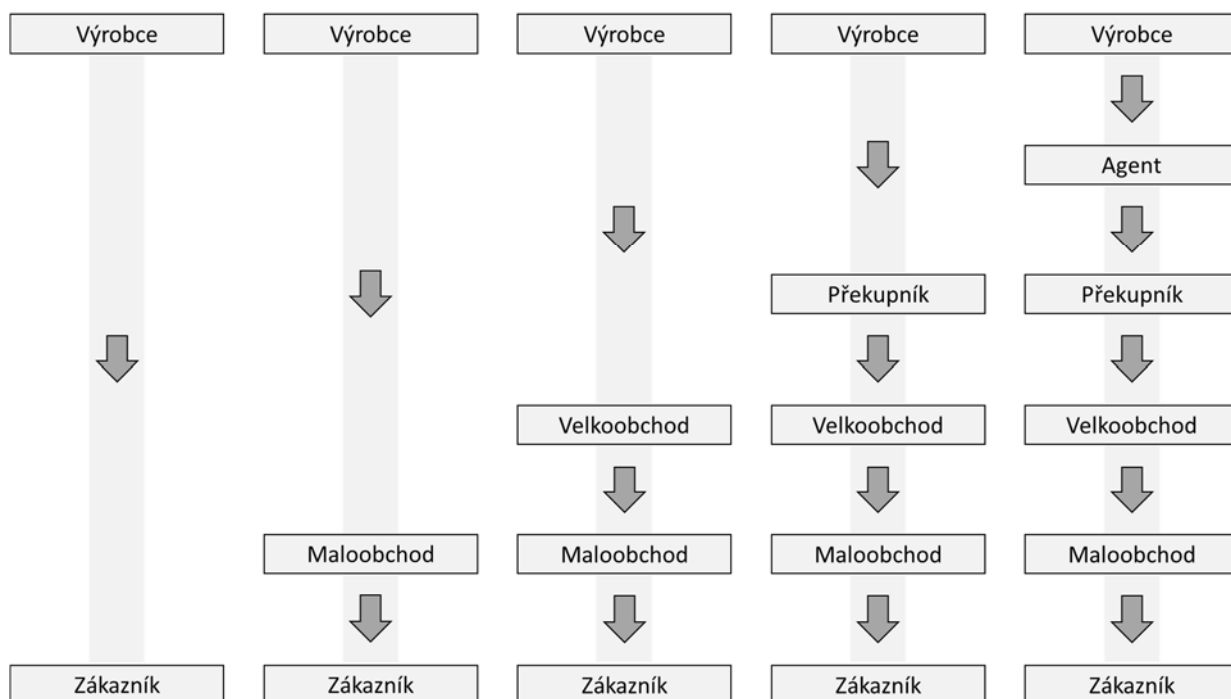 Výrobce Výrobce Výrobce Výrobce Výrobce
Agent
Překupník Překupník
Velkoobchod Velkoobchod Velkoobchod
Maloobchod Maloobchod Maloobchod Maloobchod
Zákazník Zákazník Zákazník Zákazník Zákazník